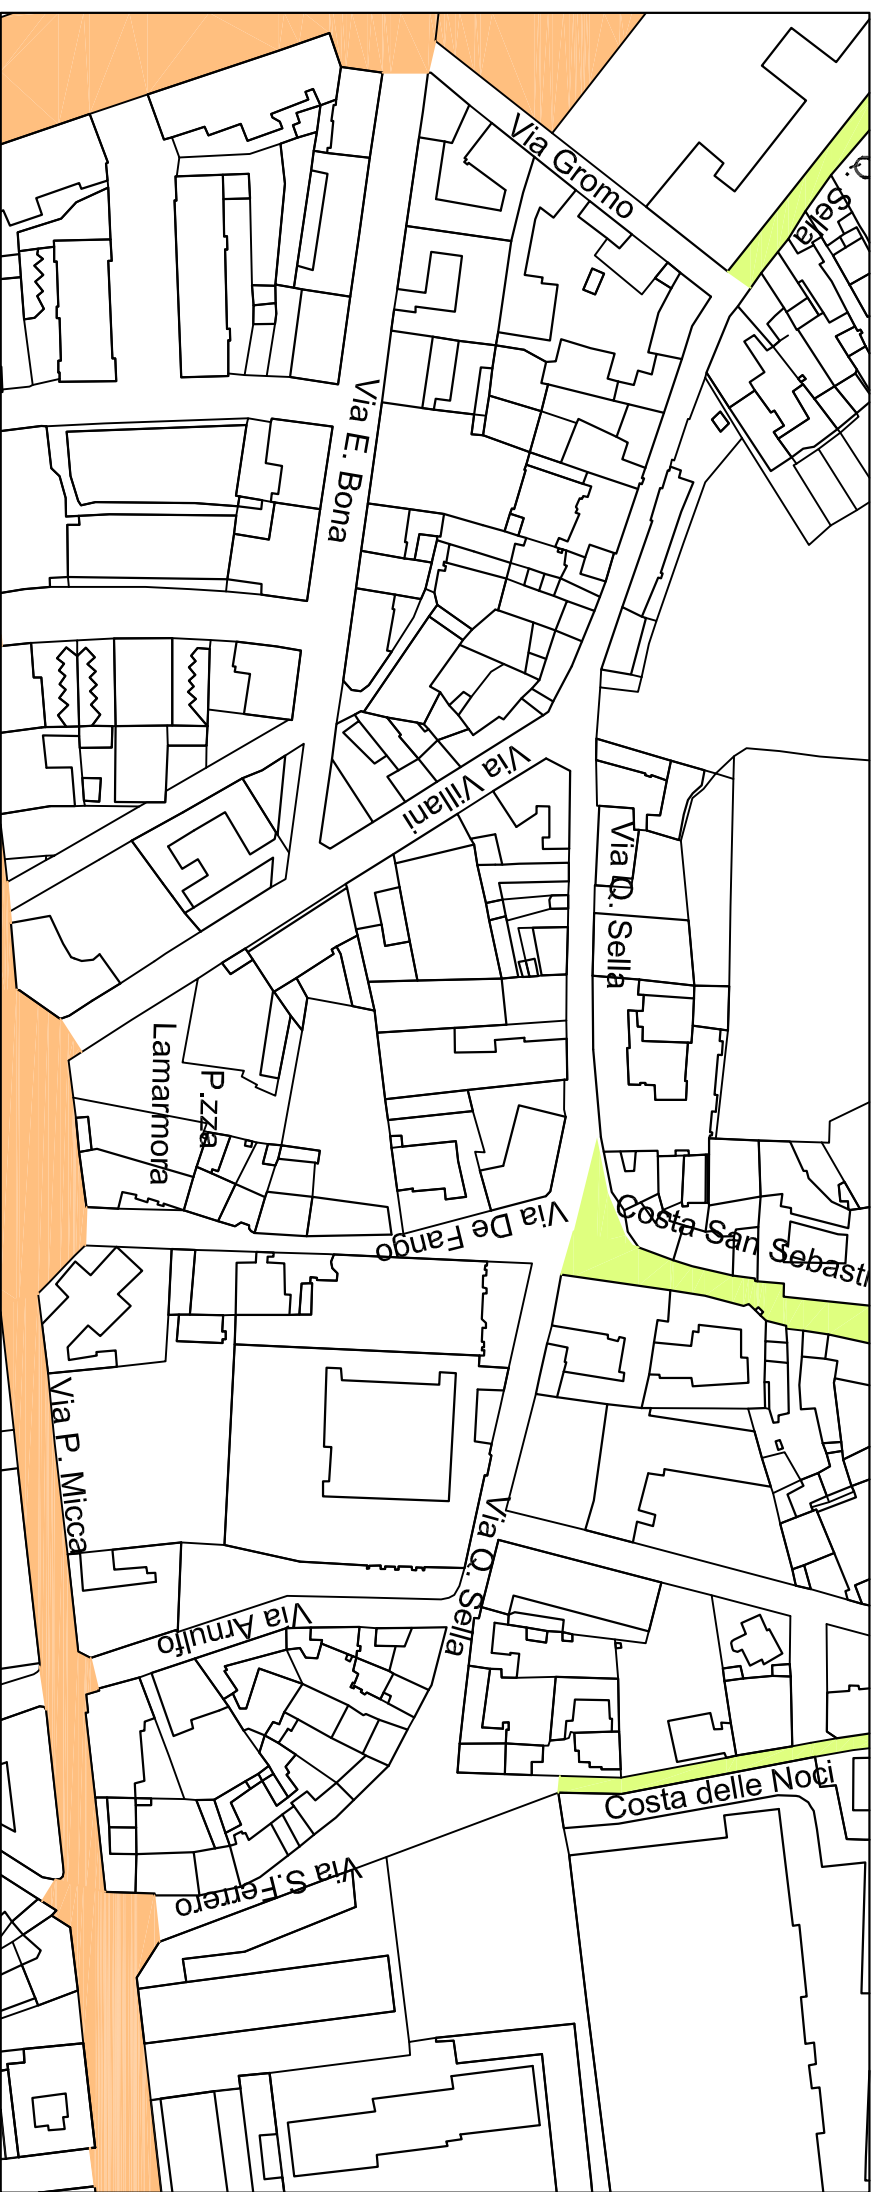 Via Gromo
Q. Sella
Via E. Bona
Via Villani
Via Q. Sella
Lamarmora
P.zza
Costa San Sebasti
Via De Fango
Via P. Micca
Via Q. Sella
Via Arnulfo
Costa delle Noci
Via S.Ferrero